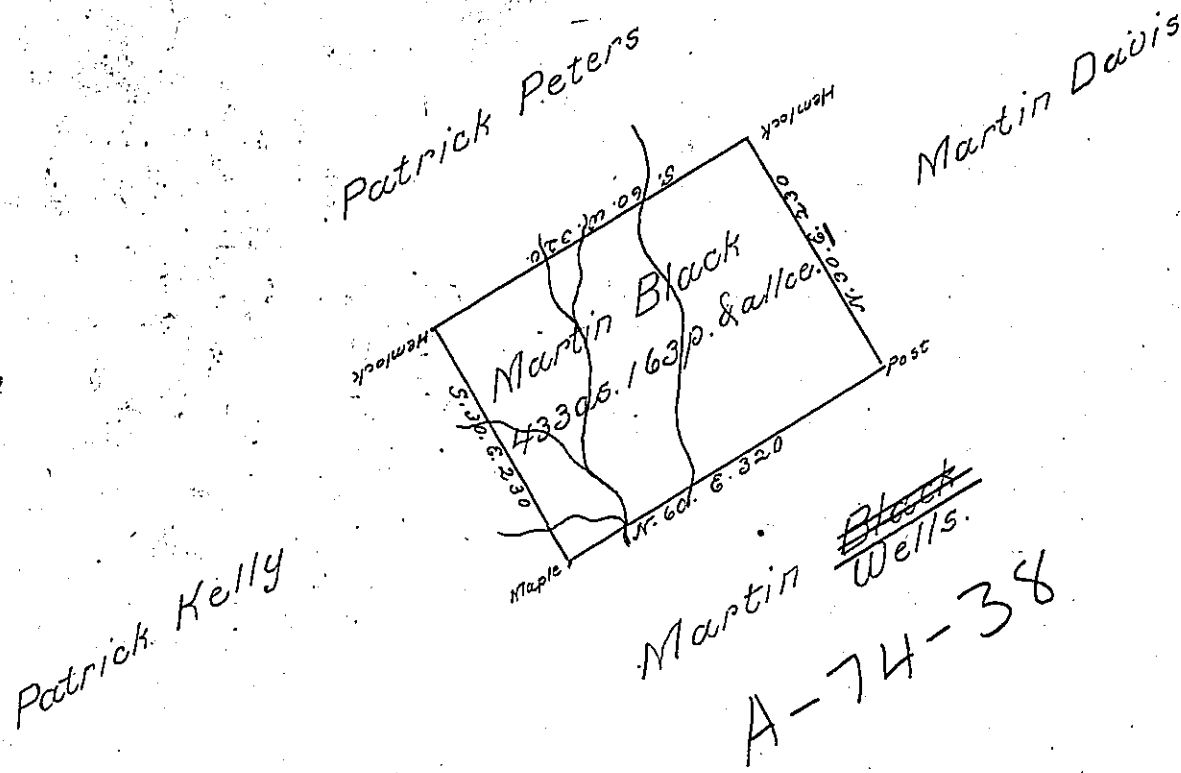 Patrick Peters
Martin Davis
Hemlock
S. 60. W. 320.
N. 30. E. 230
Martin Black
433as. 163p. & allce.
Hemlock
S. 30. E. 230
Post
N. 60. E. 320
Maple
Martin Black
Wells.
Patrick Kelly
A-74-38